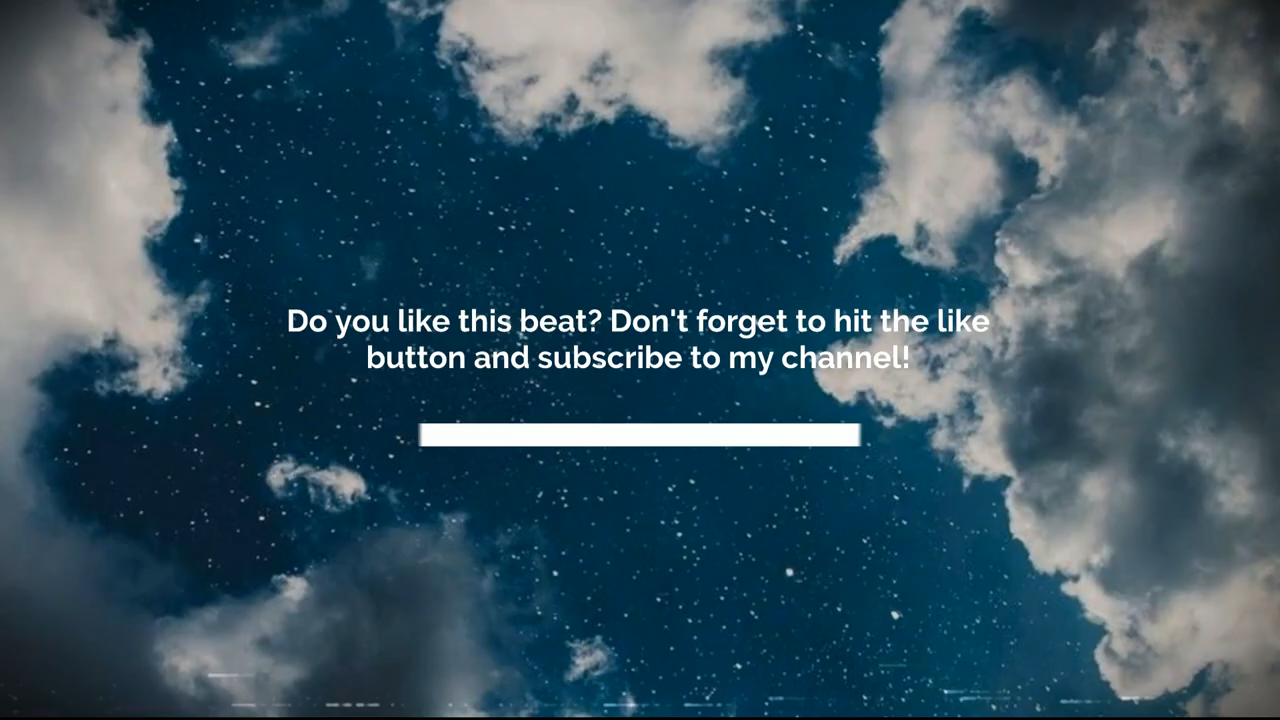 Do you like this beat? Don't forget to hit the like
button and subscribe to my channel!